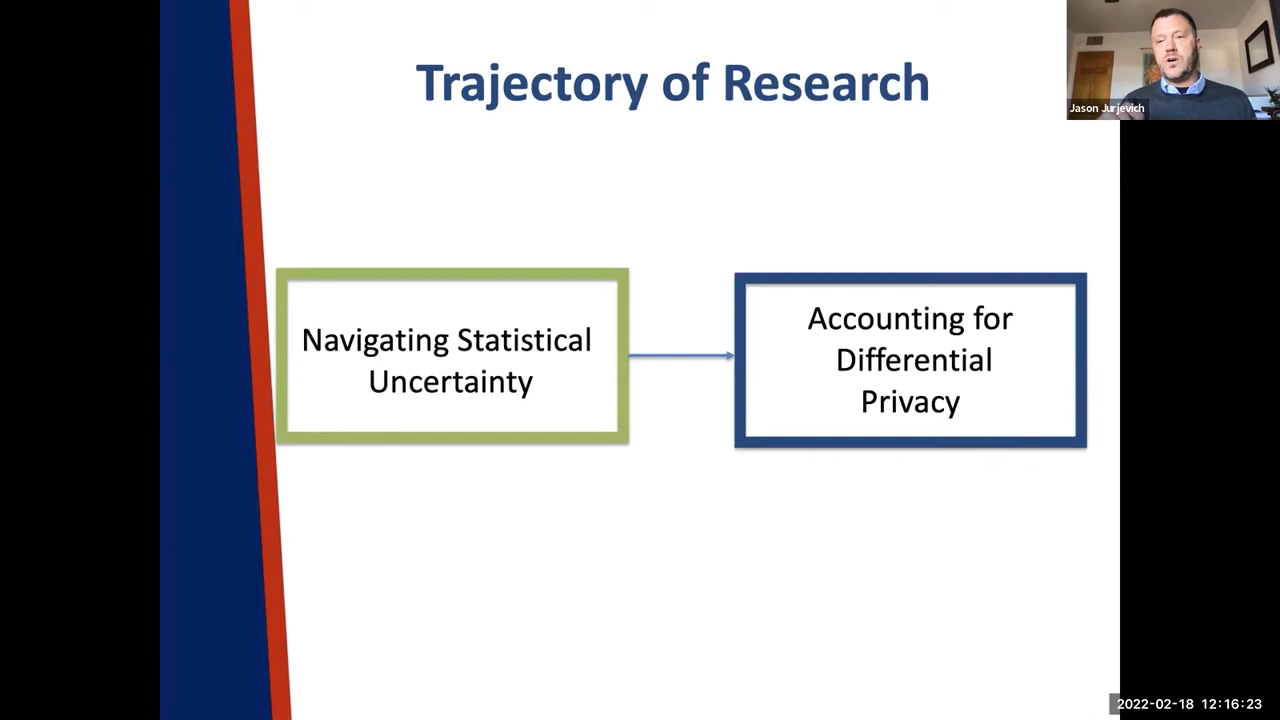 Trajectory of Research
Jason Jurjevich
Navigating Statistical
Uncertainty
Accounting for
Differential
Privacy
2022-02-18 12:16:23